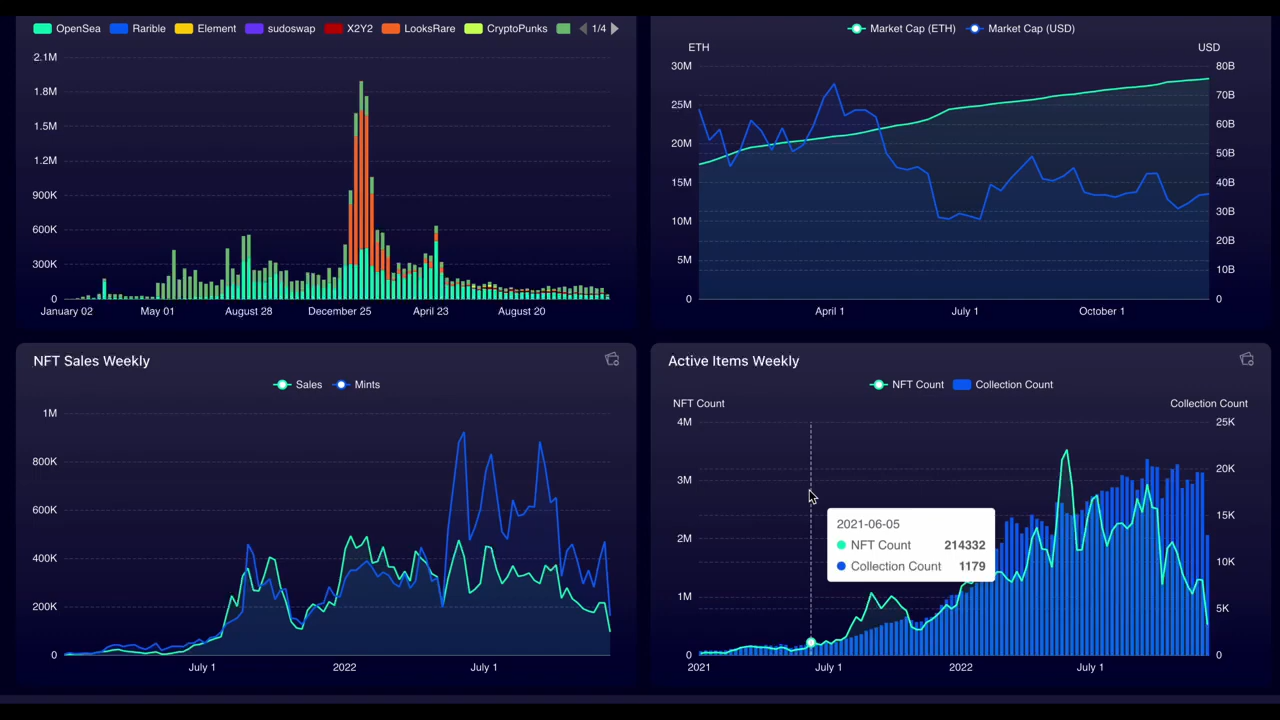 OpenSea Rarible Element sudoswap X2Y2 LooksRare CryptoPunks 1/4
2.1M
1.8M
1.5M
1.2M
900K
600K
300K
0
January 02 May 01 August 28 December 25 April 23 August 20
Market Cap (ETH) Market Cap (USD)
ETH USD
30M 80B
25M 70B
20M 60B
15M 50B
10M 40B
5M 30B
0 20B
10B
0
April 1 July 1 October 1
NFT Sales Weekly
Sales Mints
1M
800K
600K
400K
200K
0
July 1 2022 July 1
Active Items Weekly
NFT Count Collection Count
NFT Count Collection Count
4M 25K
3M 20K
2M 15K
1M 10K
0 5K
0
2021-06-05
NFT Count 214332
Collection Count 1179
2021 July 1 2022 July 1